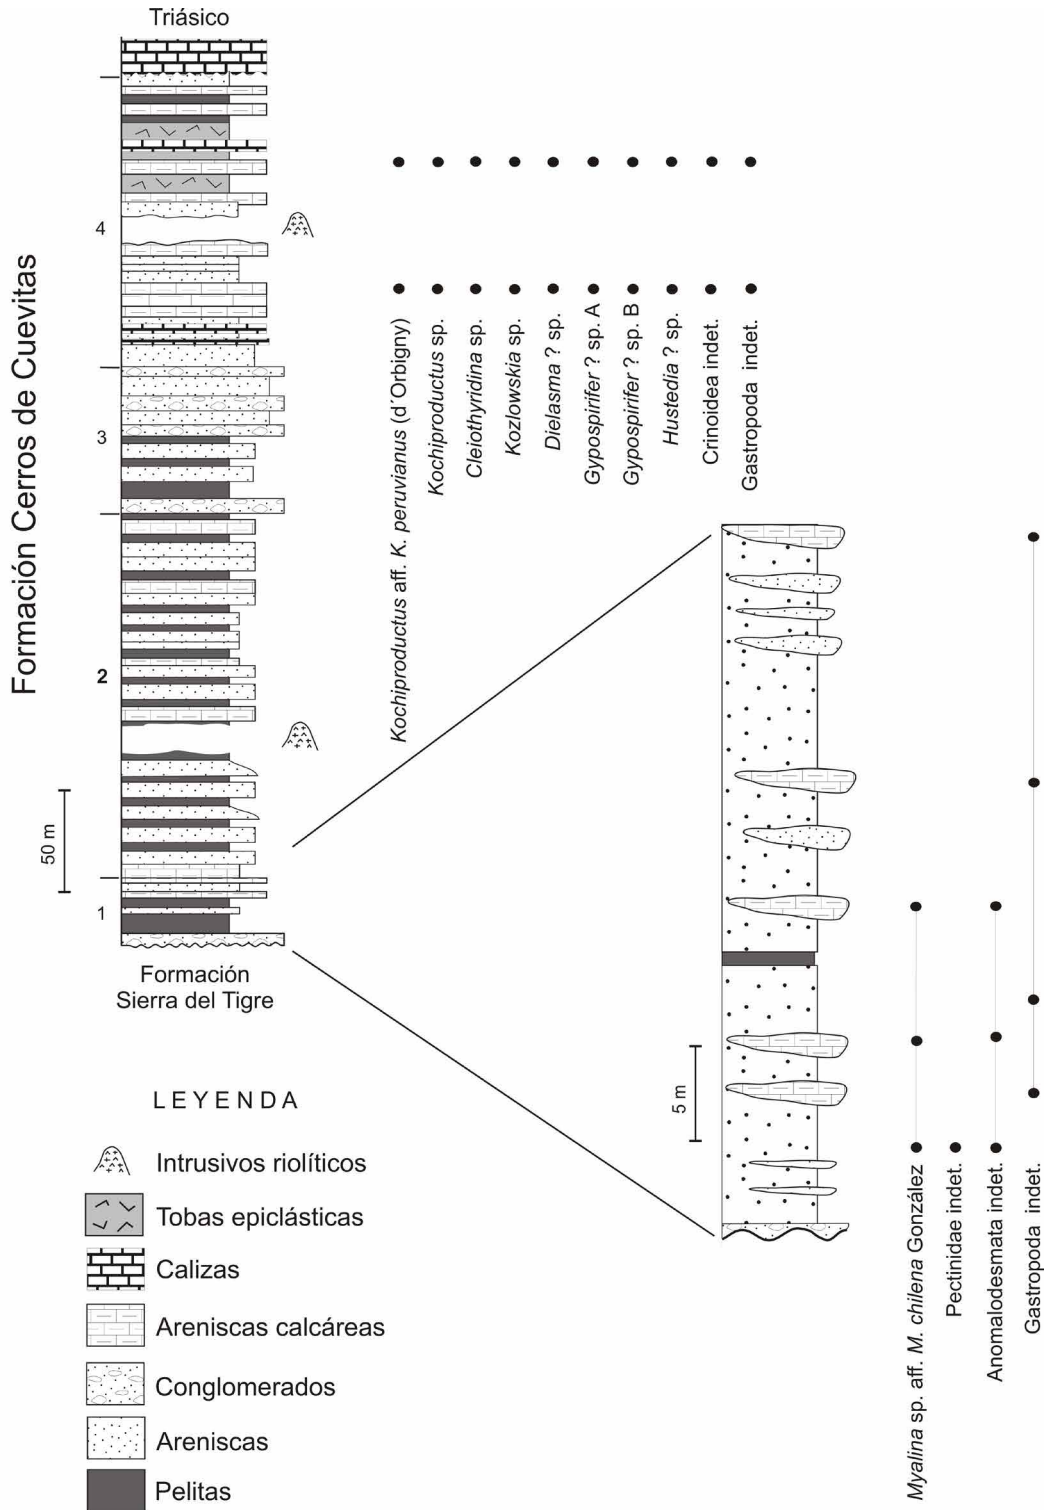 Triásico
Formación Cerros de Cuevitas
4
3
2
1
50 m
Formación
Sierra del Tigre
Kochiproductus aff. K. peruvianus (d´Orbigny)
Kochiproductus sp.
Cleiothyridina sp.
Kozlowskia sp.
Dielasma ? sp.
Gypospirifer ? sp. A
Gypospirifer ? sp. B
Hustedia ? sp.
Crinoidea indet.
Gastropoda indet.
5 m
Myalina sp. aff. M. chilena González
Pectinidae indet.
Anomalodesmata indet.
Gastropoda indet.
LEYENDA
Intrusivos riolíticos
Tobas epiclásticas
Calizas
Areniscas calcáreas
Conglomerados
Areniscas
Pelitas